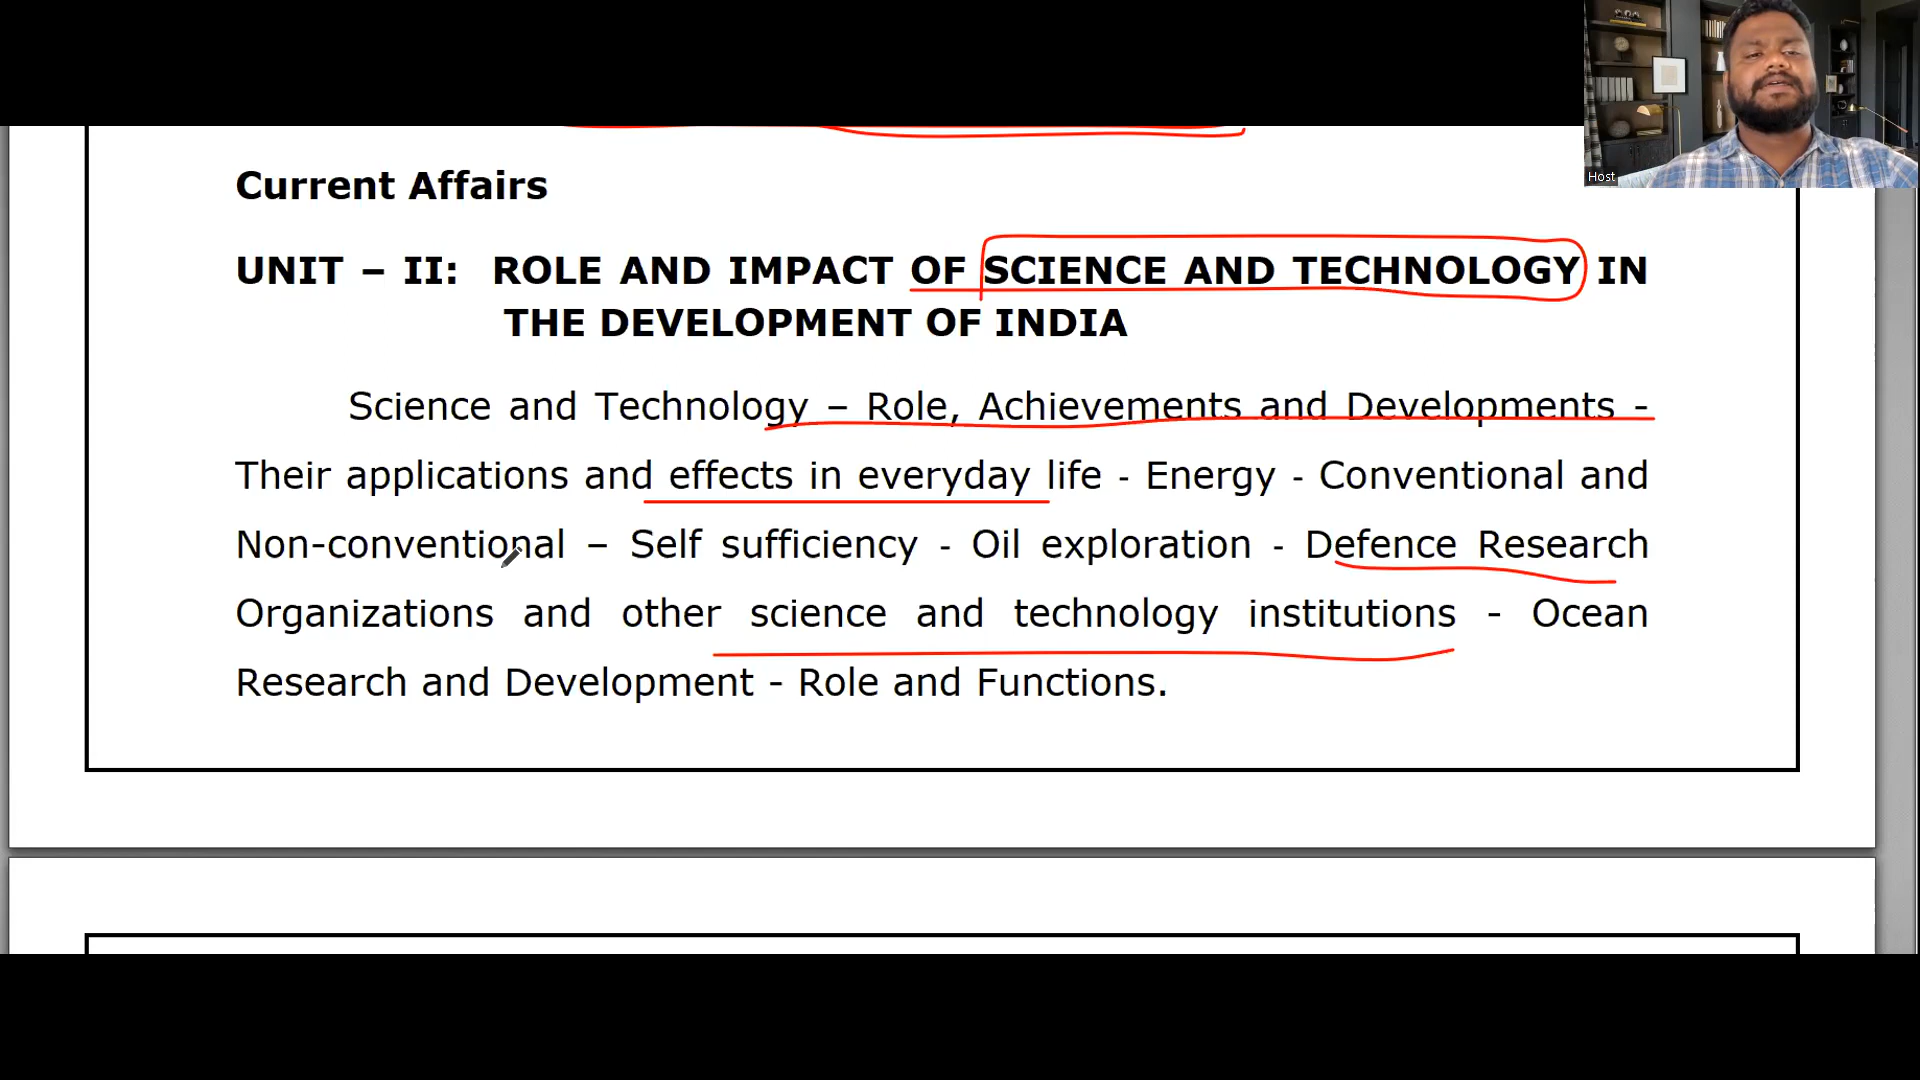 Host
Current Affairs
UNIT – II: ROLE AND IMPACT OF SCIENCE AND TECHNOLOGY IN
THE DEVELOPMENT OF INDIA
Science and Technology – Role, Achievements and Developments -
Their applications and effects in everyday life - Energy - Conventional and
Non-conventional – Self sufficiency - Oil exploration - Defence Research
Organizations and other science and technology institutions - Ocean
Research and Development - Role and Functions.